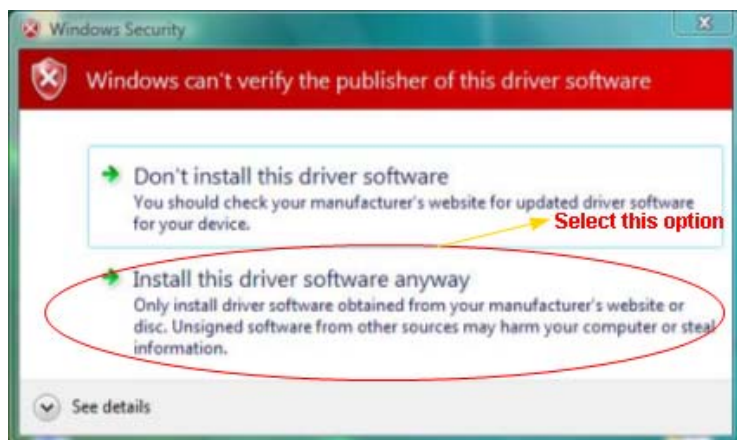 Windows Security
Windows can't verify the publisher of this driver software
Don't install this driver software
You should check your manufacturer's website for updated driver software
for your device.
Select this option
Install this driver software anyway
Only install driver software obtained from your manufacturer's website or
disc. Unsigned software from other sources may harm your computer or steal
information.
See details